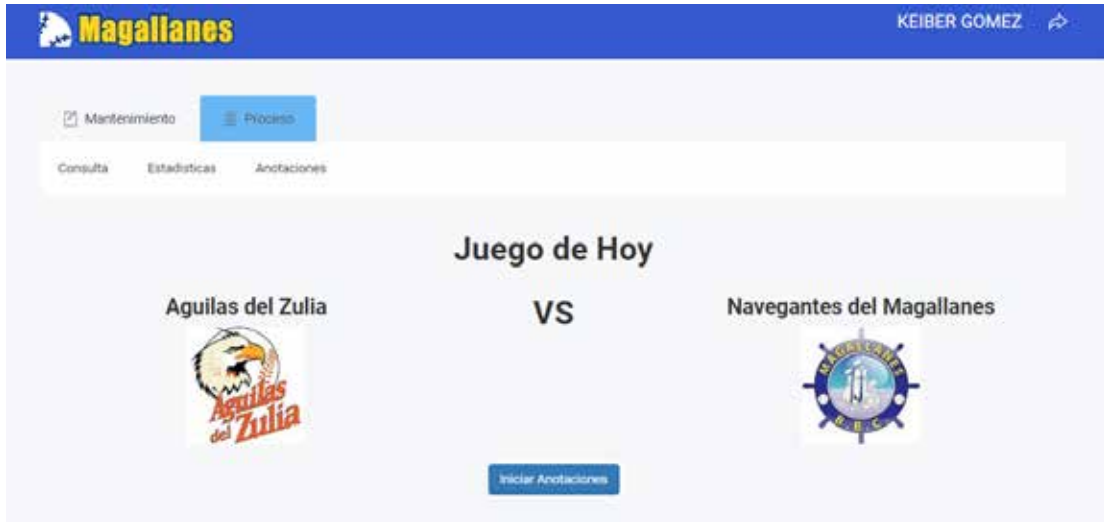 Magallanes
KEIBER GOMEZ
Mantenimiento
Proceso
Consulta
Estadisticas
Anotaciones
Juego de Hoy
Aguilas del Zulia
VS
Navegantes del Magallanes
Aguilas
del Zulia
MAGALLANES
B.B.C.
Iniciar Anotaciones